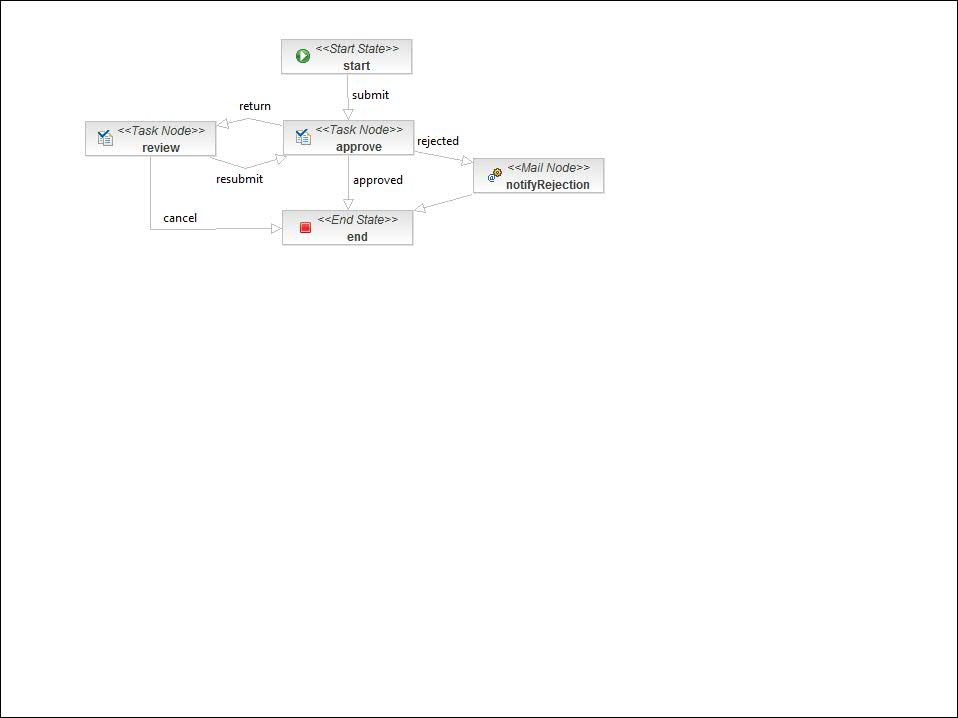 <<Start State>>
start
submit
return
<<Task Node>>
review
<<Task Node>>
approve
rejected
<<Mail Node>>
notifyRejection
resubmit
approved
cancel
<<End State>>
end